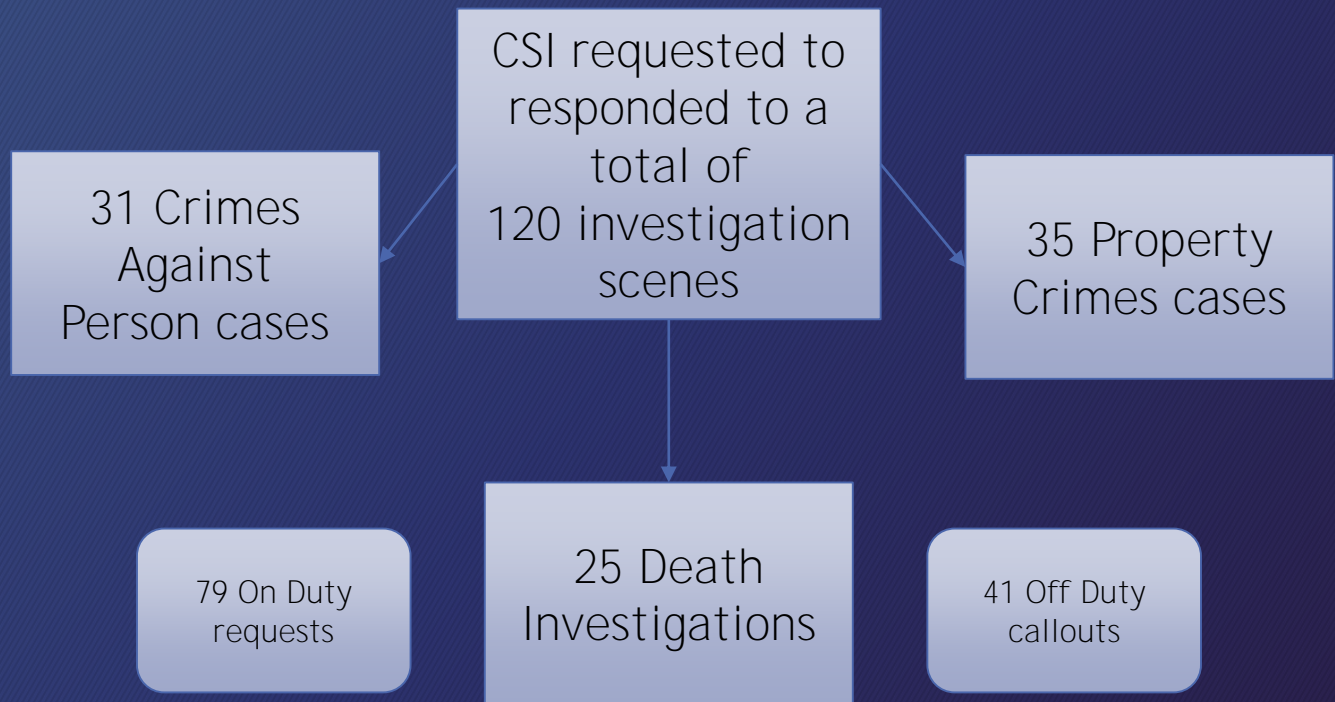 CSI requested to
responded to a
total of
120 investigation
scenes
31 Crimes
Against
Person cases
35 Property
Crimes cases
25 Death
Investigations
79 On Duty
requests
41 Off Duty
callouts